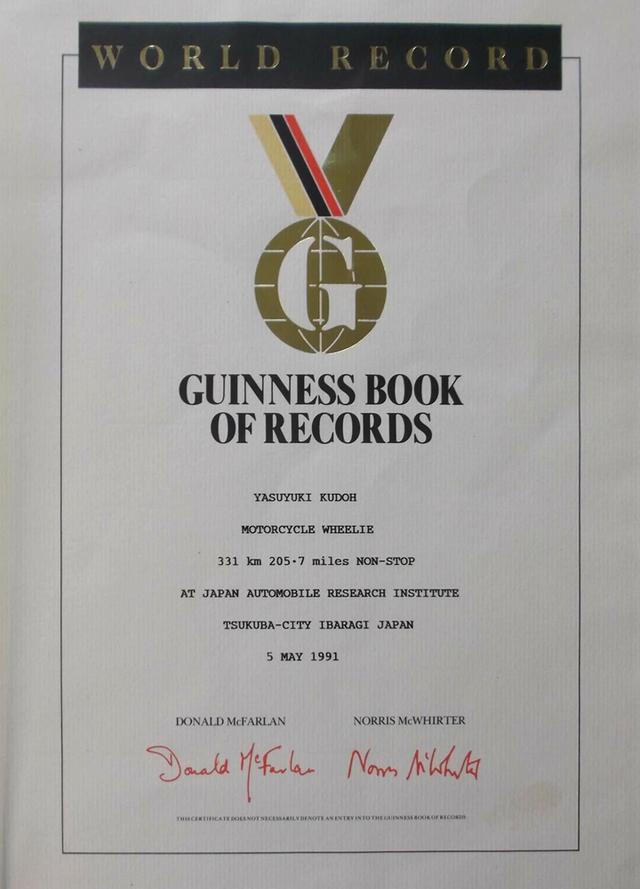 WORLD RECORD
G
GUINNESS BOOK
OF RECORDS
YASUYUKI KUDOH
MOTORCYCLE WHEELIE
331 km 205·7 miles NON-STOP
AT JAPAN AUTOMOBILE RESEARCH INSTITUTE
TSUKUBA-CITY IBARAGI JAPAN
5 MAY 1991
DONALD McFARLAN NORRIS McWHIRTER
Donald McFarlan Norris McWhirter
THIS CERTIFICATE DOES NOT NECESSARILY DENOTE AN ENTRY INTO THE GUINNESS BOOK OF RECORDS